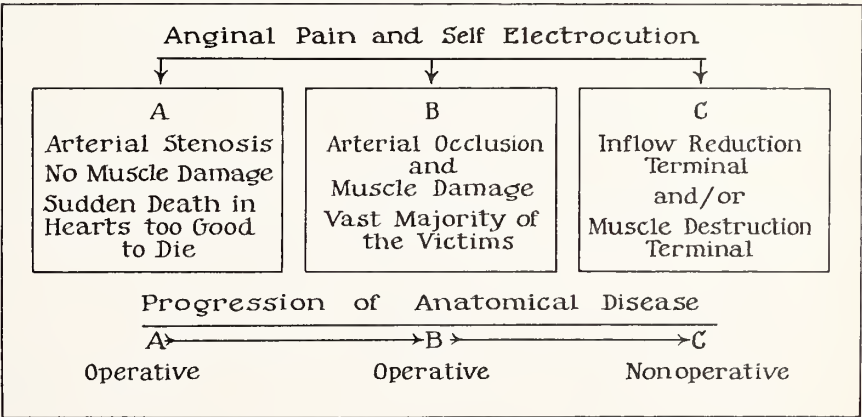 Anginal Pain and Self Electrocution
A
Arterial Stenosis
No Muscle Damage
Sudden Death in
Hearts too Good
to Die
B
Arterial Occlusion
and
Muscle Damage
Vast Majority of
the Victims
C
Inflow Reduction
Terminal
and/or
Muscle Destruction
Terminal
Progression of Anatomical Disease
A B C
Operative Operative Nonoperative